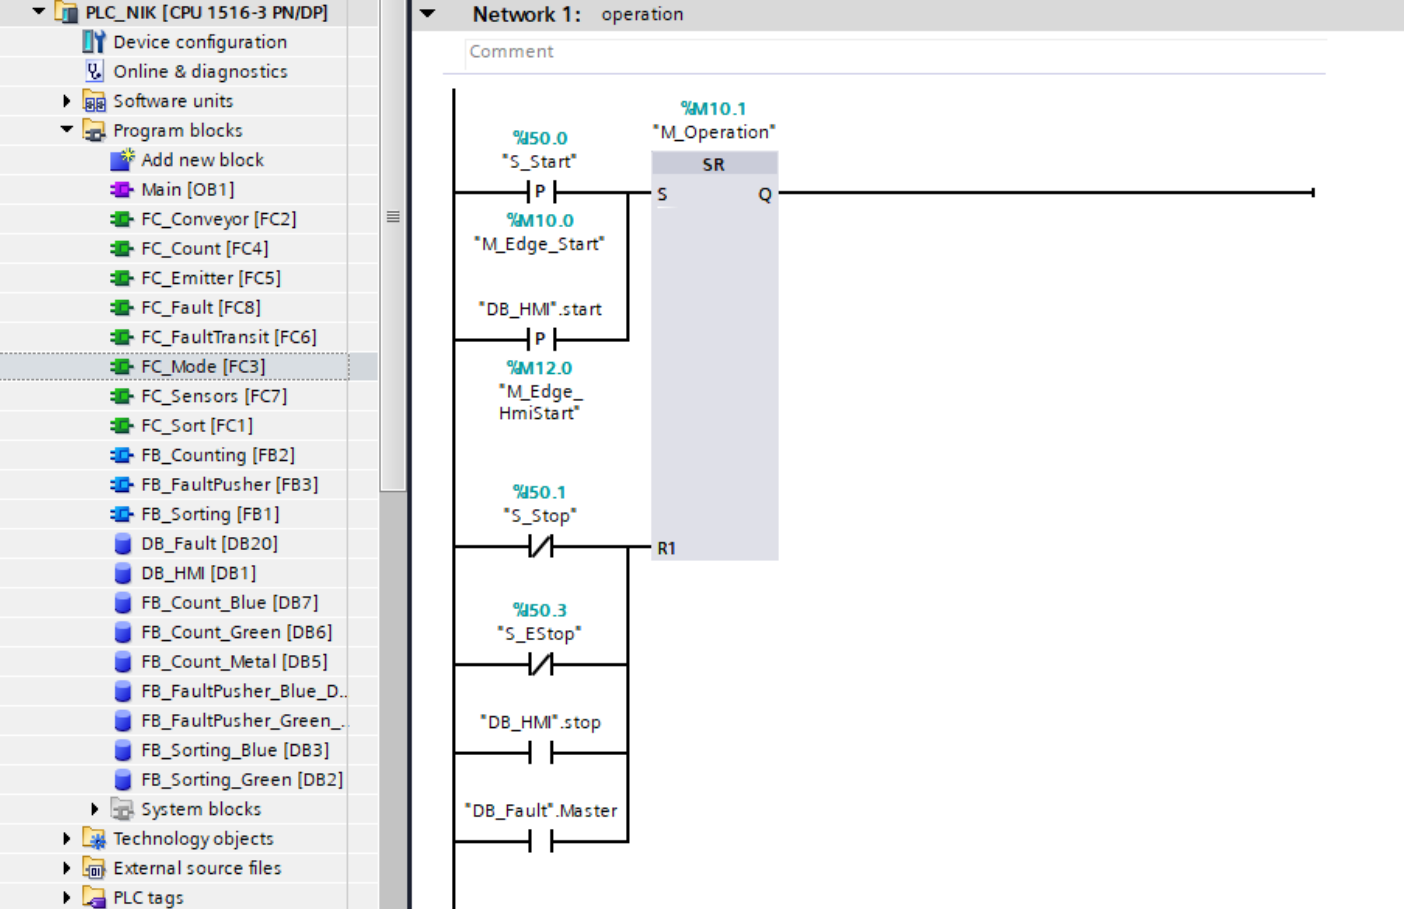 PLC_NIK [CPU 1516-3 PN/DP]
Device configuration
Online & diagnostics
Software units
Program blocks
Add new block
Main [OB1]
FC_Conveyor [FC2]
FC_Count [FC4]
FC_Emitter [FC5]
FC_Fault [FC8]
FC_FaultTransit [FC6]
FC_Mode [FC3]
FC_Sensors [FC7]
FC_Sort [FC1]
FB_Counting [FB2]
FB_FaultPusher [FB3]
FB_Sorting [FB1]
DB_Fault [DB20]
DB_HMI [DB1]
FB_Count_Blue [DB7]
FB_Count_Green [DB6]
FB_Count_Metal [DB5]
FB_FaultPusher_Blue_D..
FB_FaultPusher_Green_..
FB_Sorting_Blue [DB3]
FB_Sorting_Green [DB2]
System blocks
Technology objects
External source files
PLC tags
Network 1: operation
Comment
%M10.1
"M_Operation"
SR
%I50.0
"S_Start"
P
S
Q
%M10.0
"M_Edge_Start"
"DB_HMI".start
P
%M12.0
"M_Edge_
HmiStart"
%I50.1
"S_Stop"
R1
%I50.3
"S_EStop"
"DB_HMI".stop
"DB_Fault".Master